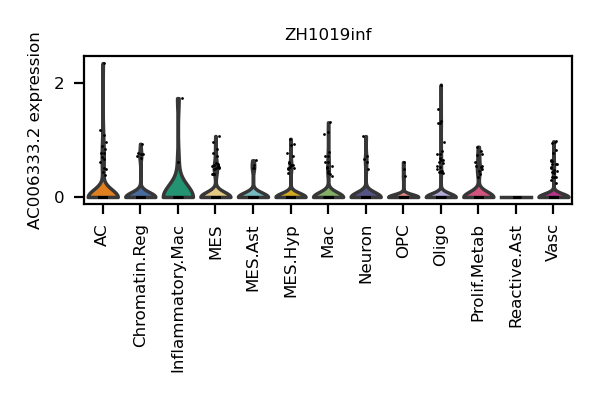 ZH1019inf
AC006333.2 expression
2
0
AC
Chromatin.Reg
Inflammatory.Mac
MES
MES.Ast
MES.Hyp
Mac
Neuron
OPC
Oligo
Prolif.Metab
Reactive.Ast
Vasc